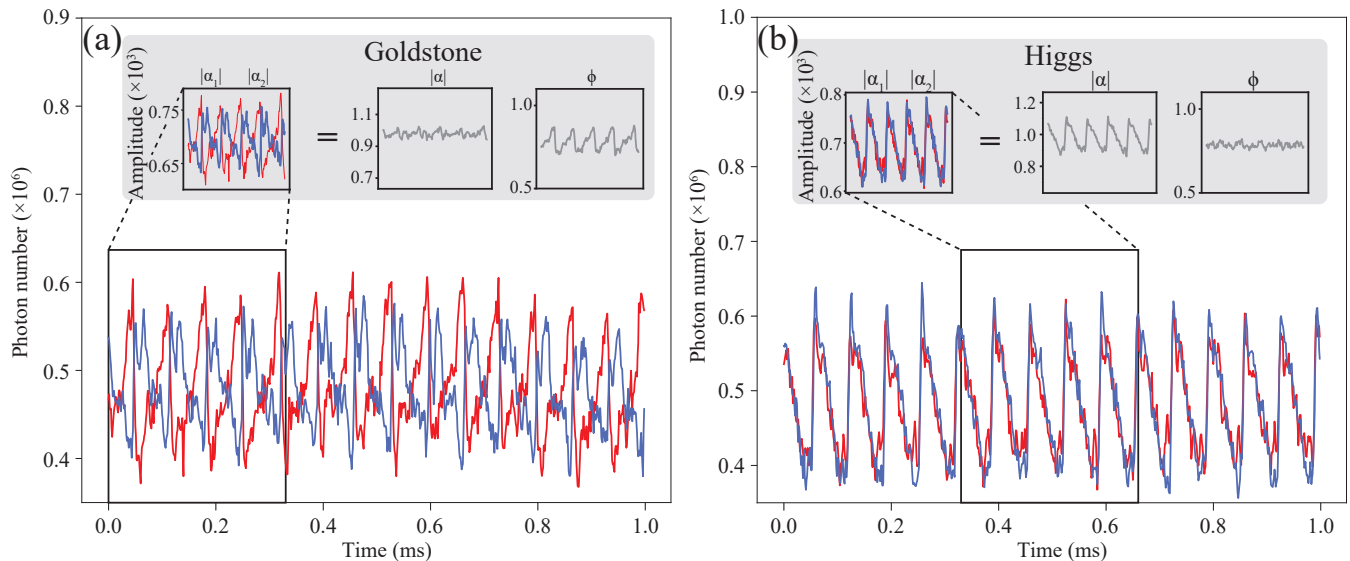 (a)
Goldstone
|α₁| |α₂|
|α|
ϕ
Amplitude (×10³)
0.75
0.65
=
1.1
0.9
0.7
1.0
0.5
Photon number (×10⁶)
0.9
0.8
0.7
0.6
0.5
0.4
0.0 0.2 0.4 0.6 0.8 1.0
Time (ms)
(b)
Higgs
|α₁| |α₂|
|α|
ϕ
Amplitude (×10³)
0.8
0.7
0.6
=
1.2
1.0
0.8
1.0
0.5
Photon number (×10⁶)
1.0
0.9
0.8
0.7
0.6
0.5
0.4
0.0 0.2 0.4 0.6 0.8 1.0
Time (ms)